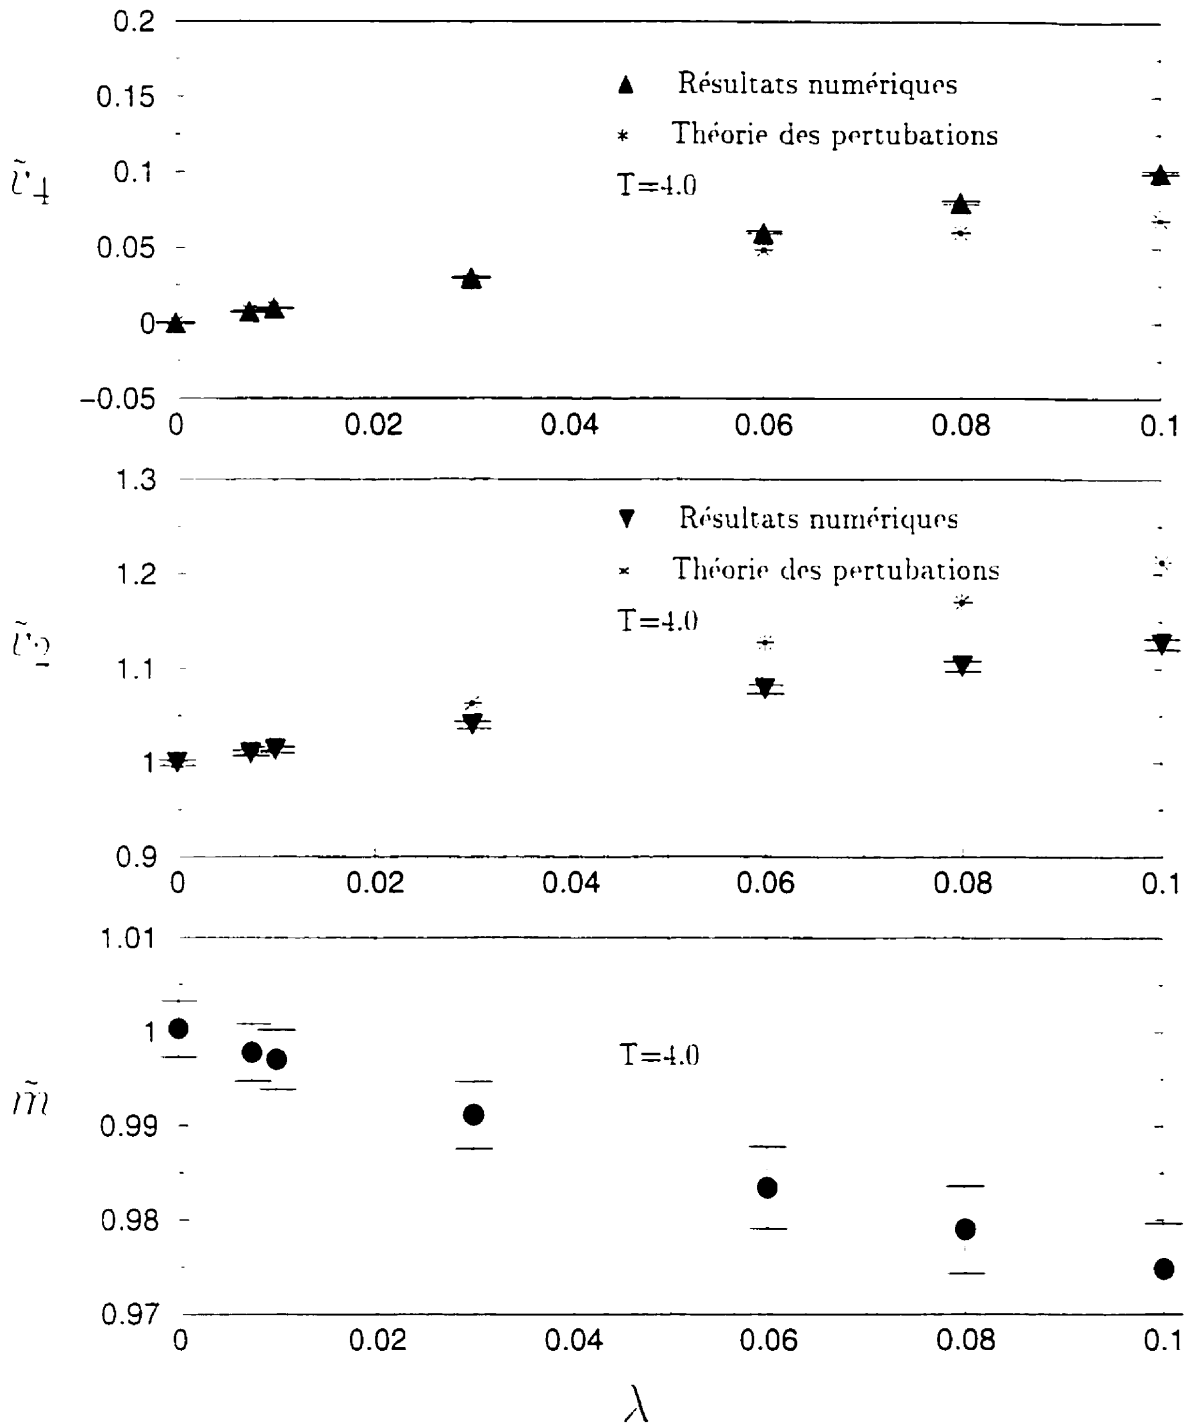 0.2
0.15
▲ Résultats numériques
* Théorie des pertubations
0.1
T=4.0
ṽ4
0.05
0
−0.05
0 0.02 0.04 0.06 0.08 0.1
1.3
▼ Résultats numériques
1.2
* Théorie des pertubations
T=4.0
ṽ2
1.1
1
0.9
0 0.02 0.04 0.06 0.08 0.1
1.01
1
T=4.0
m̃
0.99
0.98
0.97
0 0.02 0.04 0.06 0.08 0.1
λ